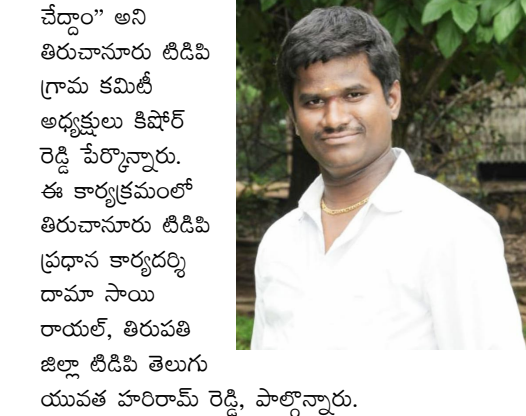 చేద్దాం” అని
తిరుచానూరు టిడిపి
గ్రామ కమిటీ
అధ్యక్షులు కిషోర్
రెడ్డి పేర్కొన్నారు.
ఈ కార్యక్రమంలో
తిరుచానూరు టిడిపి
ప్రధాన కార్యదర్శి
దామా సాయి
రాయల్, తిరుపతి
జిల్లా టిడిపి తెలుగు
యువత హరిరామ్ రెడ్డి, పాల్గొన్నారు.